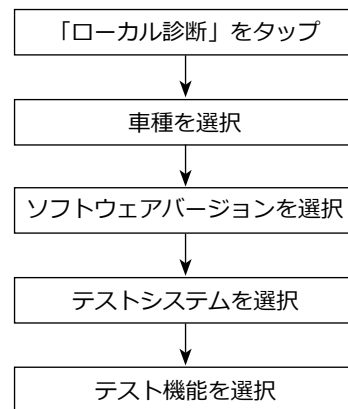 「ローカル診断」をタップ
車種を選択
ソフトウェアバージョンを選択
テストシステムを選択
テスト機能を選択